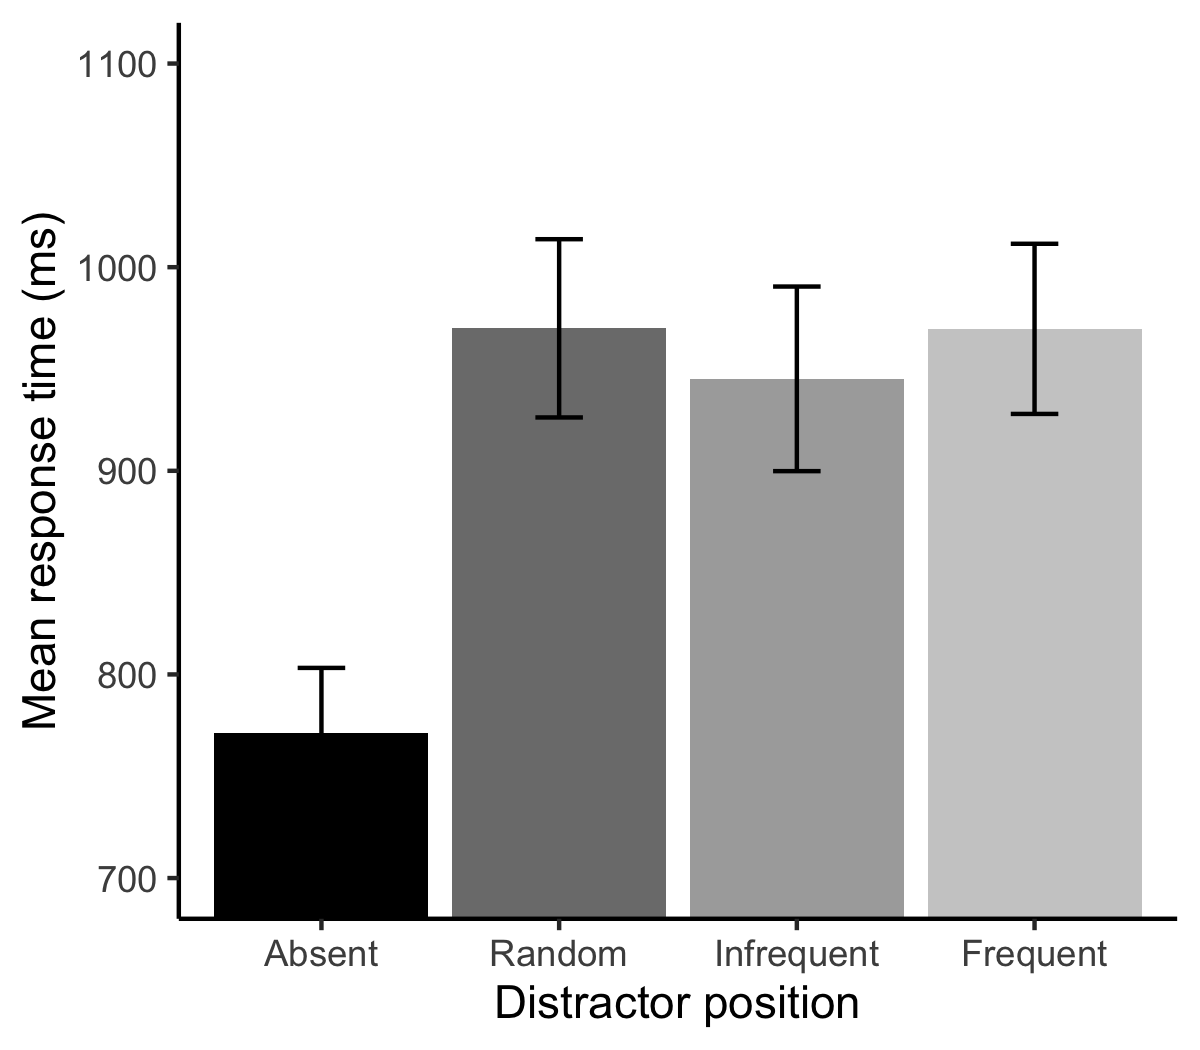 1100
1000
900
800
700
Mean response time (ms)
Absent Random Infrequent Frequent
Distractor position